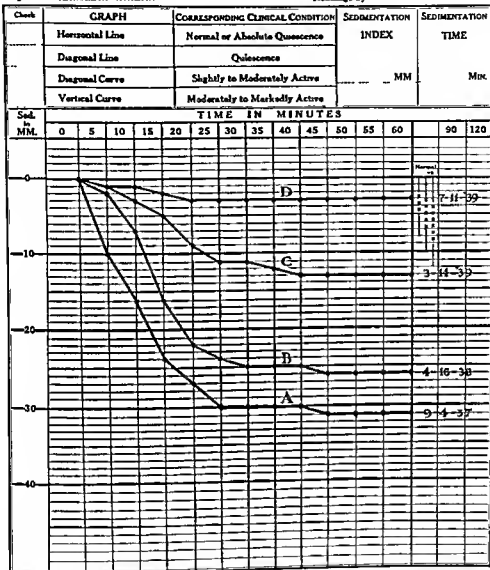 Check GRAPH CORRESPONDING CLINICAL CONDITION SEDIMENTATION INDEX SEDIMENTATION TIME
Horizontal Line Normal or Absolute Quiescence
Diagonal Line Quiescence
Diagonal Curve Slightly to Moderately Active MM MIN.
Vertical Curve Moderately to Markedly Active
Sed. in MM. TIME IN MINUTES
0 5 10 15 20 25 30 35 40 45 50 55 60 90 120
Normal
0 D 7-11-39
10 C 3-11-39
20
B 4-16-38
30 A 9-4-37
40